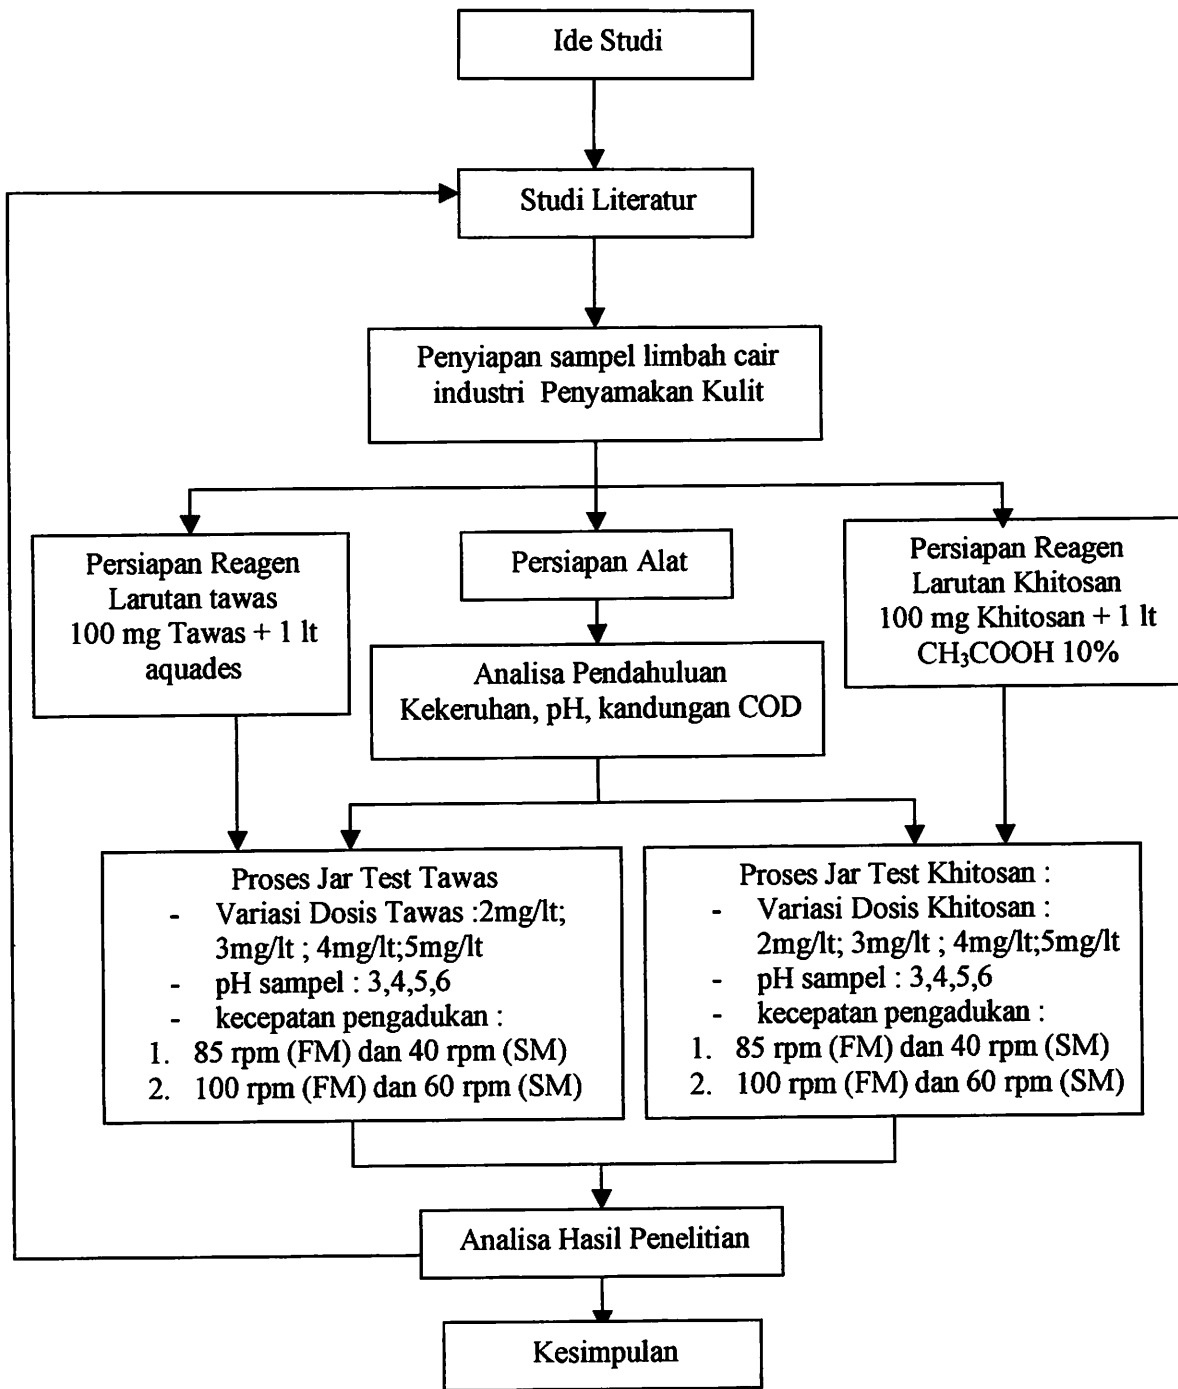 Ide Studi
Studi Literatur
Penyiapan sampel limbah cair
industri Penyamakan Kulit
Persiapan Reagen
Larutan tawas
100 mg Tawas + 1 lt
aquades
Persiapan Alat
Persiapan Reagen
Larutan Khitosan
100 mg Khitosan + 1 lt
CH₃COOH 10%
Analisa Pendahuluan
Kekeruhan, pH, kandungan COD
Proses Jar Test Tawas
- Variasi Dosis Tawas :2mg/lt;
3mg/lt ; 4mg/lt;5mg/lt
- pH sampel : 3,4,5,6
- kecepatan pengadukan :
1. 85 rpm (FM) dan 40 rpm (SM)
2. 100 rpm (FM) dan 60 rpm (SM)
Proses Jar Test Khitosan :
- Variasi Dosis Khitosan :
2mg/lt; 3mg/lt ; 4mg/lt;5mg/lt
- pH sampel : 3,4,5,6
- kecepatan pengadukan :
1. 85 rpm (FM) dan 40 rpm (SM)
2. 100 rpm (FM) dan 60 rpm (SM)
Analisa Hasil Penelitian
Kesimpulan